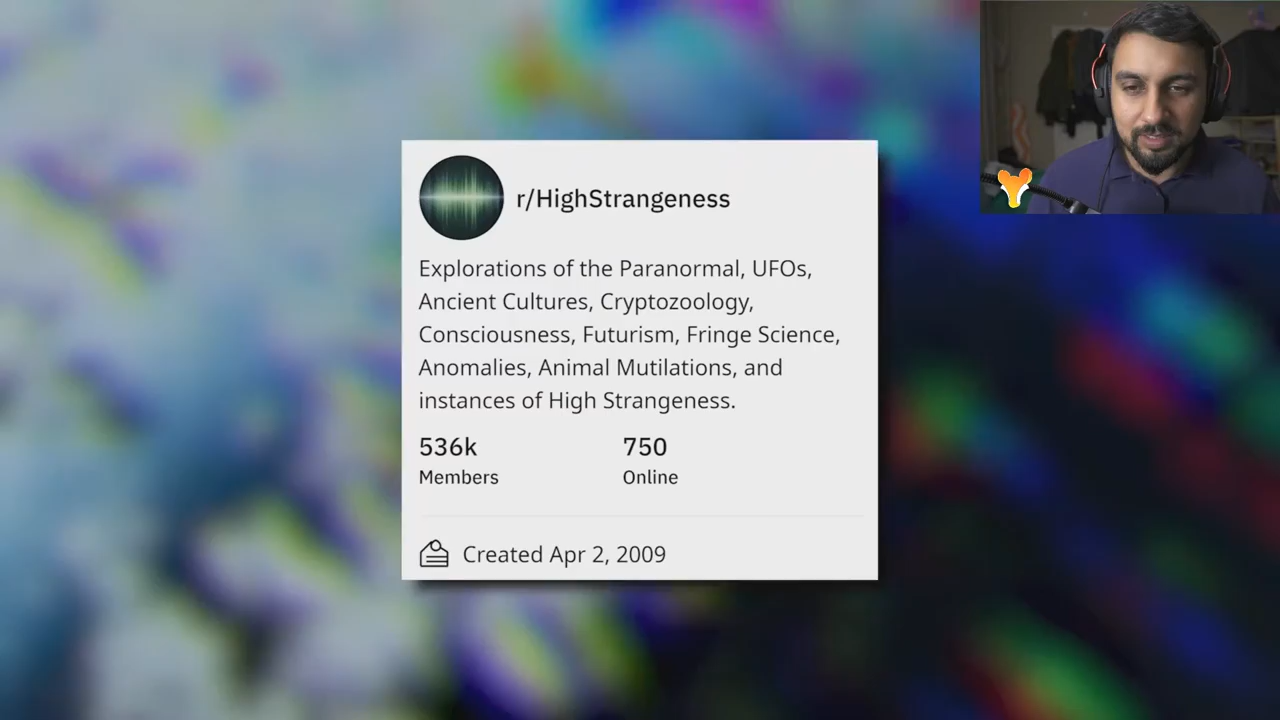 r/HighStrangeness
Explorations of the Paranormal, UFOs,
Ancient Cultures, Cryptozoology,
Consciousness, Futurism, Fringe Science,
Anomalies, Animal Mutilations, and
instances of High Strangeness.
536k 750
Members Online
Created Apr 2, 2009